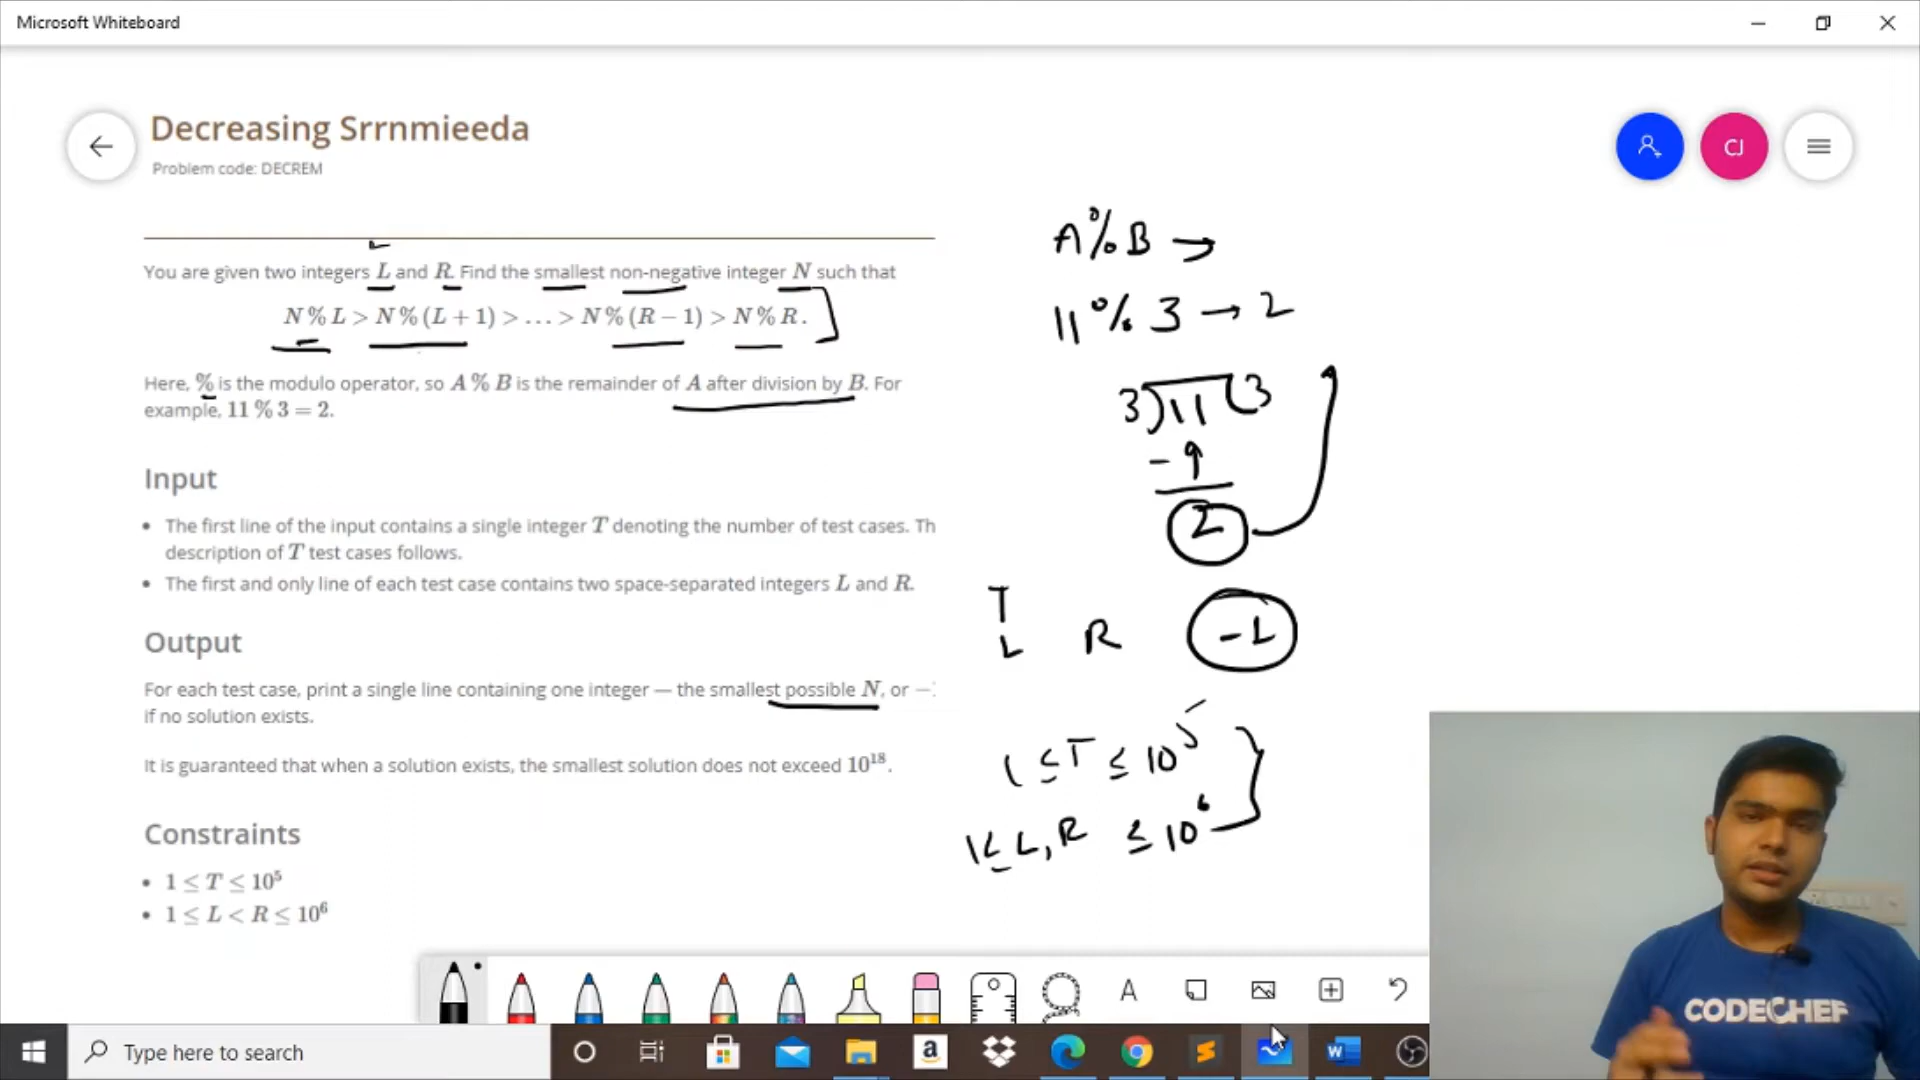 Microsoft Whiteboard
Decreasing Srrnmieeda
Problem code: DECREM
CJ
You are given two integers L and R. Find the smallest non-negative integer N such that
N % L > N % (L + 1) > … > N % (R − 1) > N % R.
Here, % is the modulo operator, so A % B is the remainder of A after division by B. For
example, 11 % 3 = 2.
Input
• The first line of the input contains a single integer T denoting the number of test cases. Th
description of T test cases follows.
• The first and only line of each test case contains two space-separated integers L and R.
Output
For each test case, print a single line containing one integer — the smallest possible N, or −
if no solution exists.
It is guaranteed that when a solution exists, the smallest solution does not exceed 10^18.
Constraints
• 1 ≤ T ≤ 10^5
• 1 ≤ L < R ≤ 10^6
A % B →
11 % 3 → 2
3)11(3
- 9
2
T
L R -1
1 ≤ T ≤ 10^5
1 ≤ L, R ≤ 10^6
CODECHEF
A
Type here to search
a
W